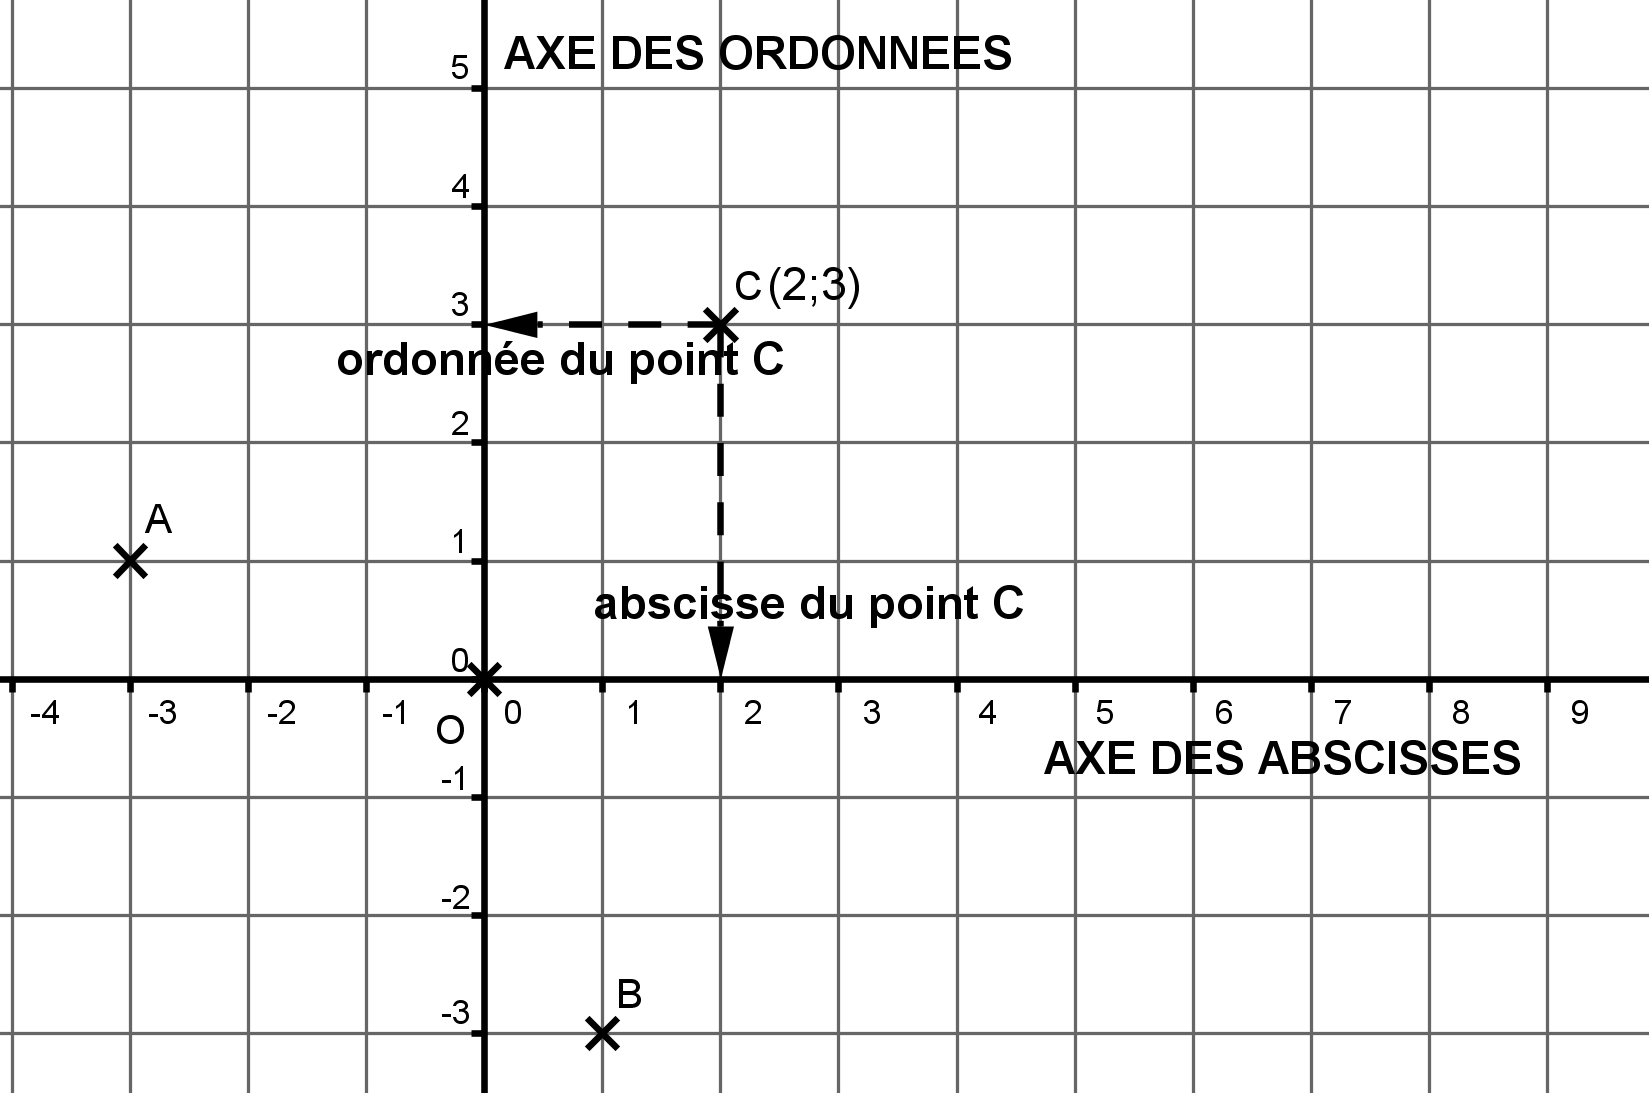 AXE DES ORDONNEES
5
4
C (2;3)
3
ordonnée du point C
2
A
1
abscisse du point C
0
-4 -3 -2 -1 0 1 2 3 4 5 6 7 8 9
O
AXE DES ABSCISSES
-1
-2
B
-3